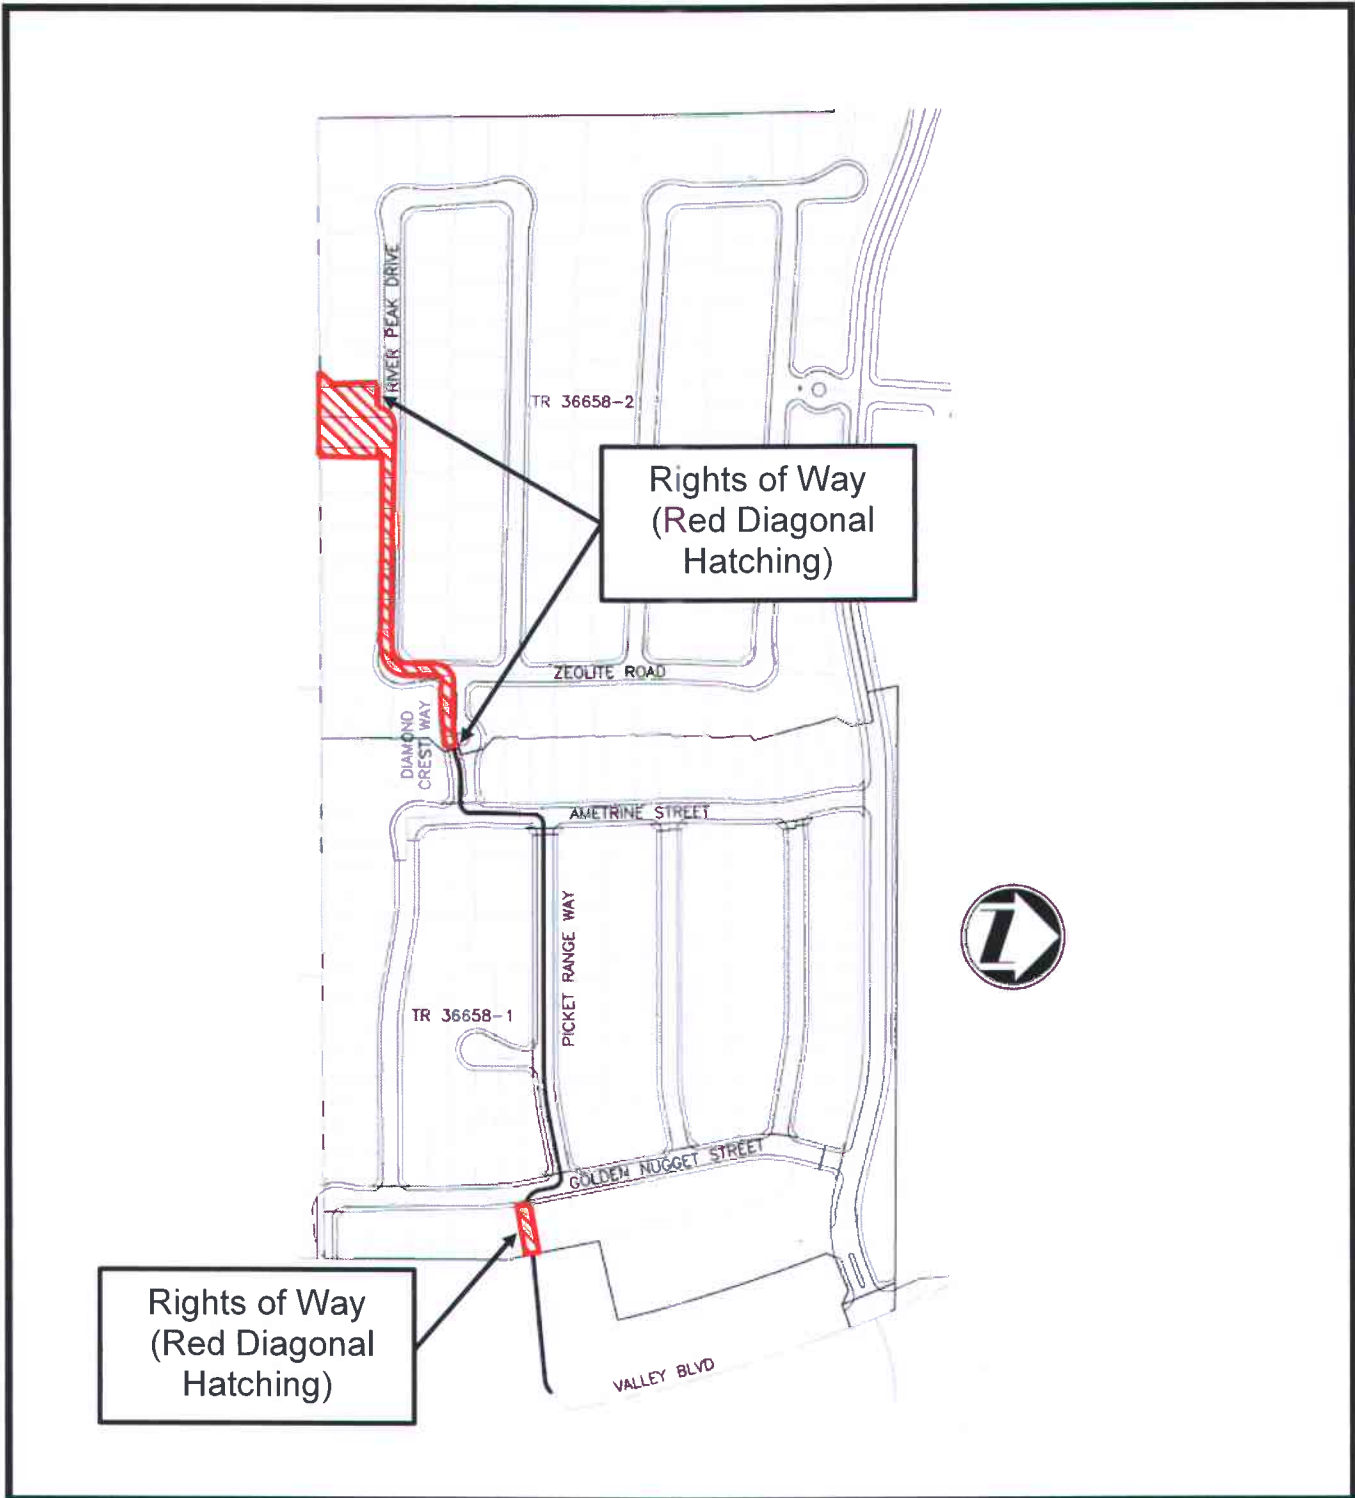 RIVER PEAK DRIVE
TR 36658-2
Rights of Way
(Red Diagonal
Hatching)
ZEOLITE ROAD
DIAMOND
CREST WAY
AMETRINE STREET
PICKET RANGE WAY
TR 36658-1
GOLDEN NUGGET STREET
Rights of Way
(Red Diagonal
Hatching)
VALLEY BLVD
Z